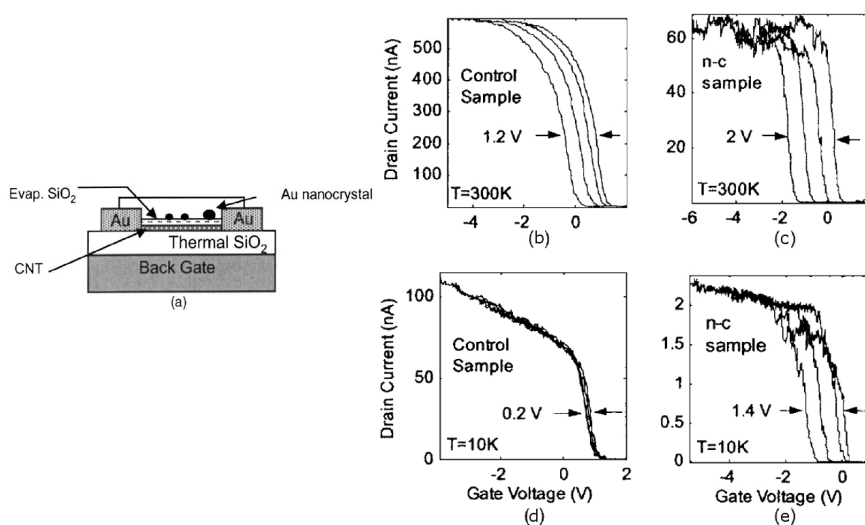 Evap. SiO2
Au nanocrystal
Au
Au
Thermal SiO2
CNT
Back Gate
(a)
Drain Current (nA)
500
400
300
200
100
Control
Sample
1.2 V
T=300K
-4
-2
0
(b)
60
40
20
n-c
sample
2 V
T=300K
-6
-4
-2
0
(c)
Drain Current (nA)
100
50
0
Control
Sample
0.2 V
T=10K
-2
0
2
Gate Voltage (V)
(d)
2
1.5
1
0.5
0
n-c
sample
1.4 V
T=10K
-4
-2
0
Gate Voltage (V)
(e)